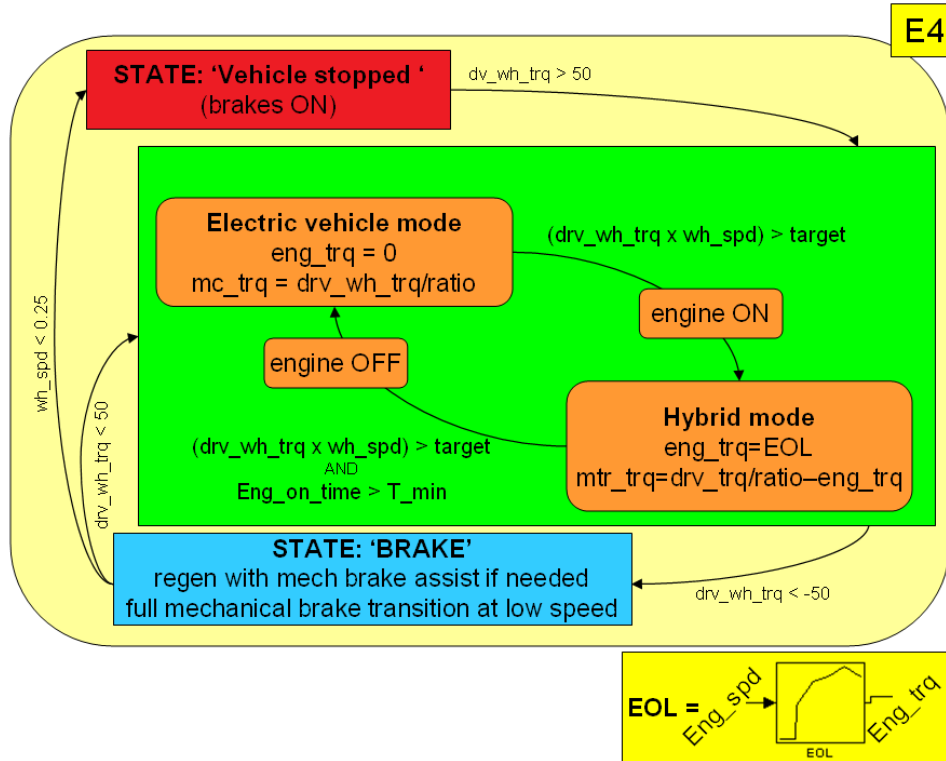 E4
STATE: ‘Vehicle stopped ‘
(brakes ON)
dv_wh_trq > 50
Electric vehicle mode
eng_trq = 0
mc_trq = drv_wh_trq/ratio
(drv_wh_trq x wh_spd) > target
engine ON
engine OFF
wh_spd < 0.25
drv_wh_trq < 50
Hybrid mode
eng_trq=EOL
mtr_trq=drv_trq/ratio–eng_trq
(drv_wh_trq x wh_spd) > target
AND
Eng_on_time > T_min
STATE: ‘BRAKE’
regen with mech brake assist if needed
full mechanical brake transition at low speed
drv_wh_trq < -50
EOL =
Eng_spd
EOL
Eng_trq